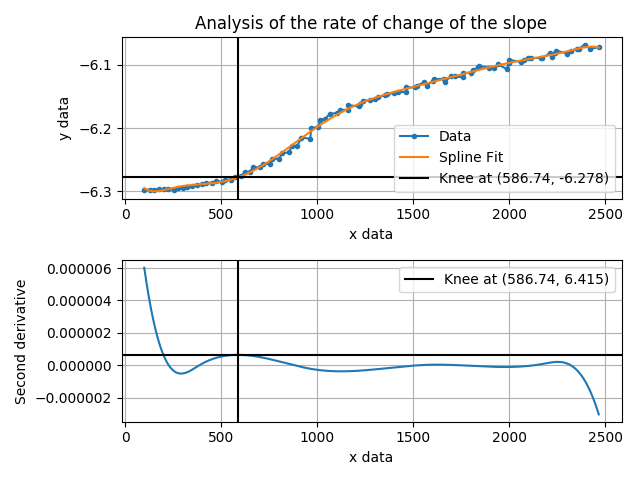 Analysis of the rate of change of the slope
−6.1
−6.2
−6.3
y data
Data
Spline Fit
Knee at (586.74, -6.278)
0 500 1000 1500 2000 2500
x data
Knee at (586.74, 6.415)
0.000006
0.000004
0.000002
0.000000
−0.000002
Second derivative
0 500 1000 1500 2000 2500
x data